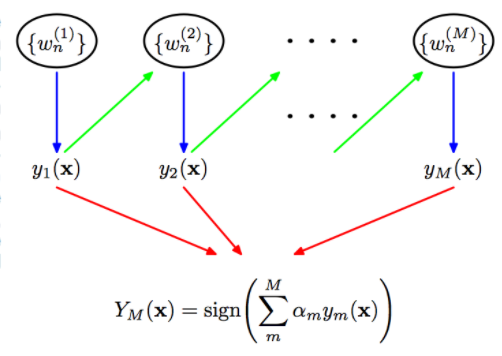 {w_n^{(1)}} {w_n^{(2)}} · · · · {w_n^{(M)}}
· · · ·
y_1(𝐱) y_2(𝐱) y_M(𝐱)
Y_M(𝐱) = sign(∑_m^M α_m y_m(𝐱))